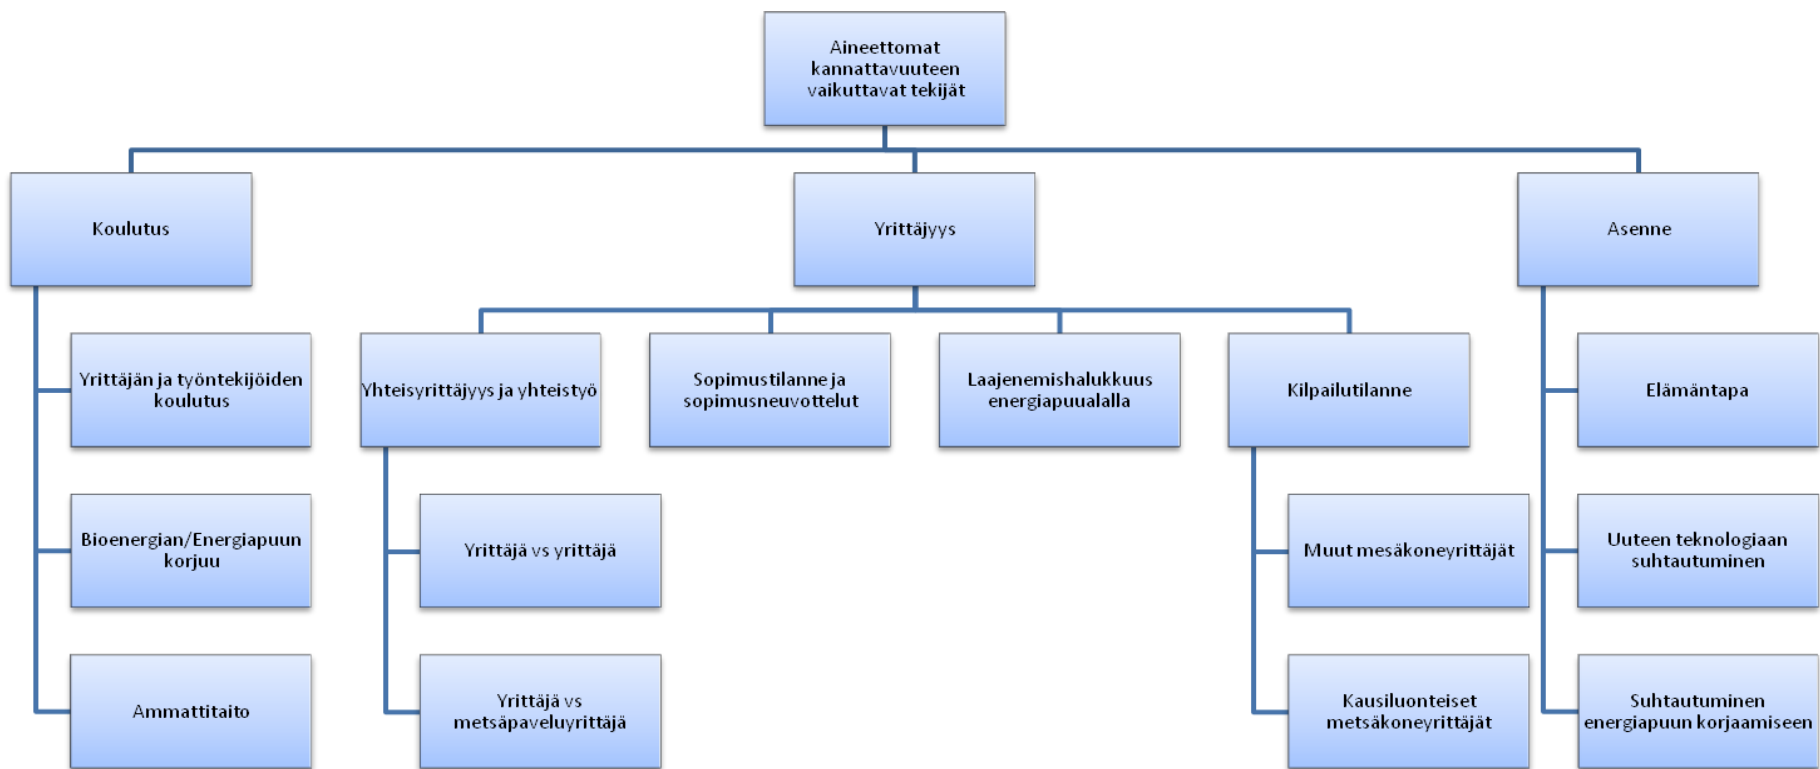 Aineettomat
kannattavuuteen
vaikuttavat tekijät
Koulutus
Yrittäjyys
Asenne
Yrittäjän ja työntekijöiden
koulutus
Yhteisyrittäjyys ja yhteistyö
Sopimustilanne ja
sopimusneuvottelut
Laajenemishalukkuus
energiapuualalla
Kilpailutilanne
Elämäntapa
Bioenergian/Energiapuun
korjuu
Yrittäjä vs yrittäjä
Muut mesäkoneyrittäjät
Uuteen teknologiaan
suhtautuminen
Ammattitaito
Yrittäjä vs
metsäpaveluyrittäjä
Kausiluonteiset
metsäkoneyrittäjät
Suhtautuminen
energiapuun korjaamiseen